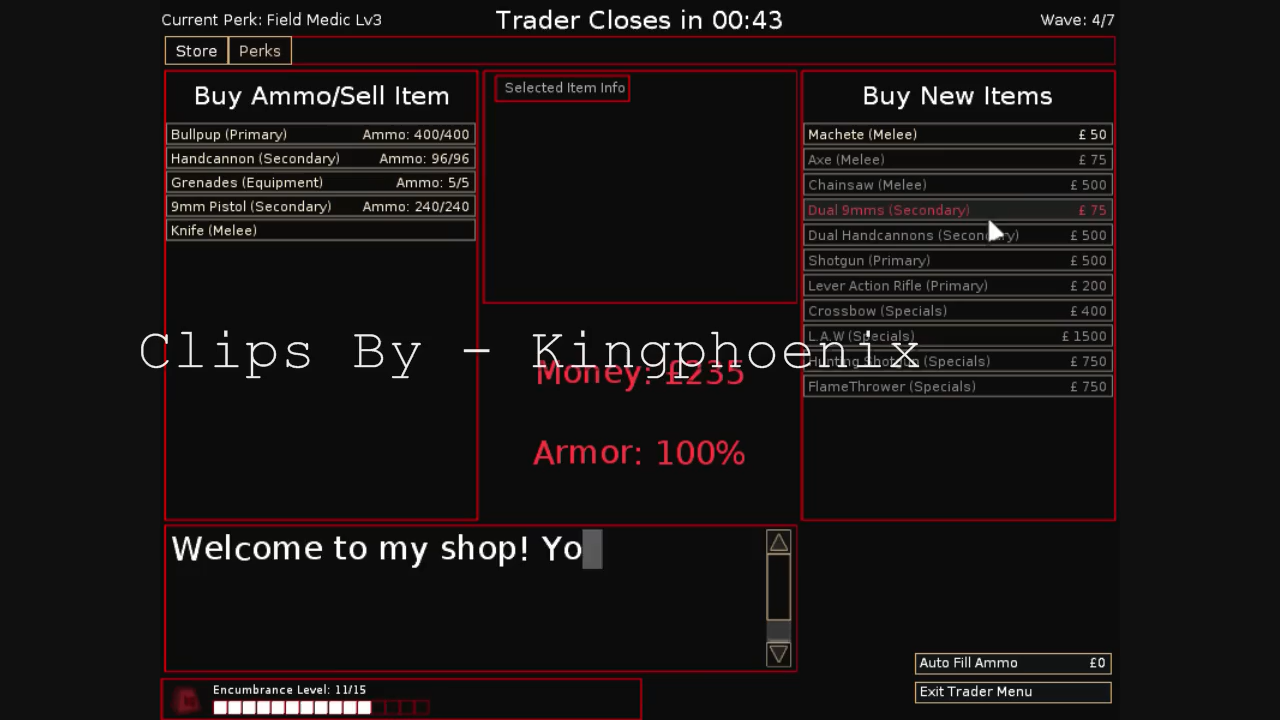 Current Perk: Field Medic Lv3
Trader Closes in 00:43
Wave: 4/7
Store
Perks
Buy Ammo/Sell Item
Bullpup (Primary) Ammo: 400/400
Handcannon (Secondary) Ammo: 96/96
Grenades (Equipment) Ammo: 5/5
9mm Pistol (Secondary) Ammo: 240/240
Knife (Melee)
Selected Item Info
Buy New Items
Machete (Melee) £ 50
Axe (Melee) £ 75
Chainsaw (Melee) £ 500
Dual 9mms (Secondary) £ 75
Dual Handcannons (Secondary) £ 500
Shotgun (Primary) £ 500
Lever Action Rifle (Primary) £ 200
Crossbow (Specials) £ 400
L.A.W (Specials) £ 1500
Hunting Shotgun (Specials) £ 750
FlameThrower (Specials) £ 750
Clips By - Kingphoenix
Money: £235
Armor: 100%
Welcome to my shop! Yo
Auto Fill Ammo £0
Exit Trader Menu
Encumbrance Level: 11/15